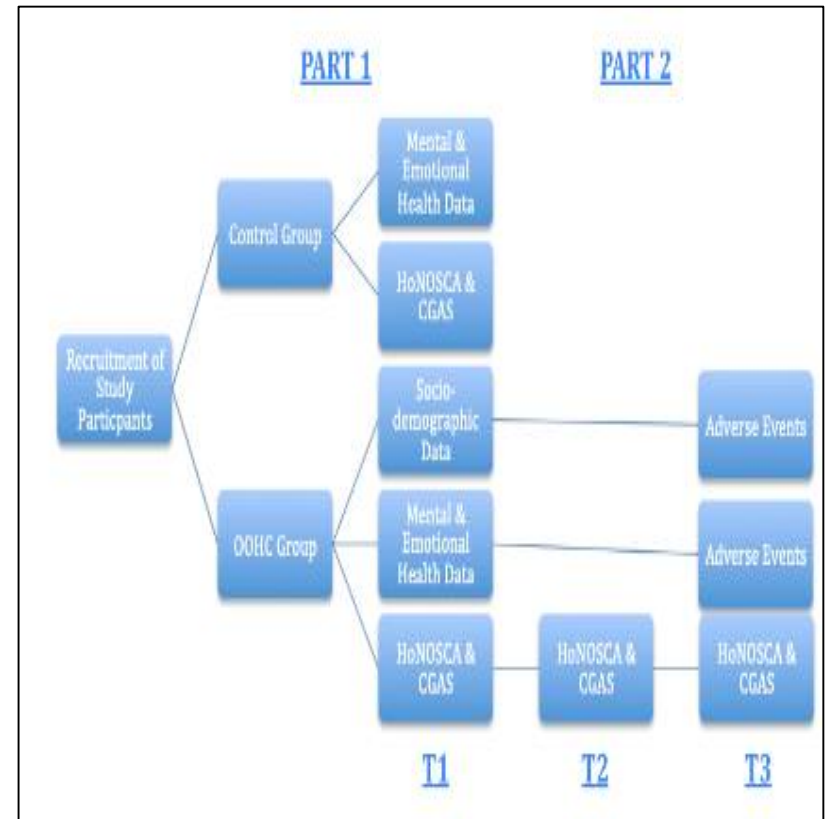 PART 1
PART 2
Mental &
Emotional
Health Data
Control Group
HoNOSCA &
CGAS
Recruitment of
Study
Particpants
Socio-
demographic
Data
Adverse Events
OOHC Group
Mental &
Emotional
Health Data
Adverse Events
HoNOSCA &
CGAS
HoNOSCA &
CGAS
HoNOSCA &
CGAS
T1
T2
T3